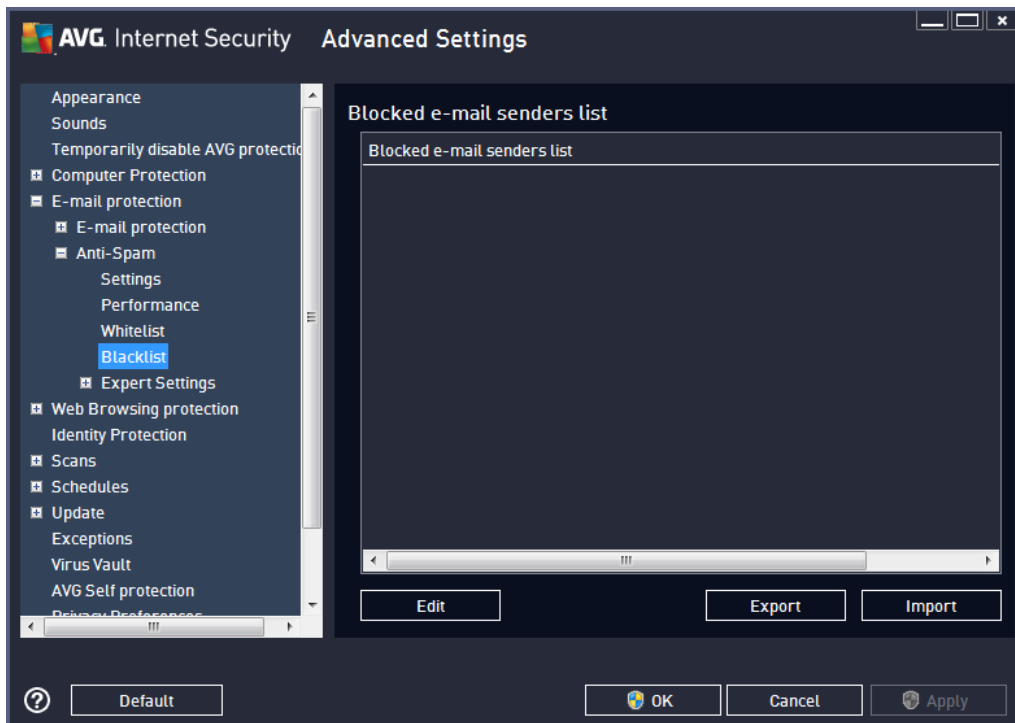 AVG. Internet Security Advanced Settings
Appearance
Sounds
Temporarily disable AVG protectio
Computer Protection
E-mail protection
E-mail protection
Anti-Spam
Settings
Performance
Whitelist
Blacklist
Expert Settings
Web Browsing protection
Identity Protection
Scans
Schedules
Update
Exceptions
Virus Vault
AVG Self protection
Privacy Preferences
Blocked e-mail senders list
Blocked e-mail senders list
Edit
Export
Import
Default
OK
Cancel
Apply